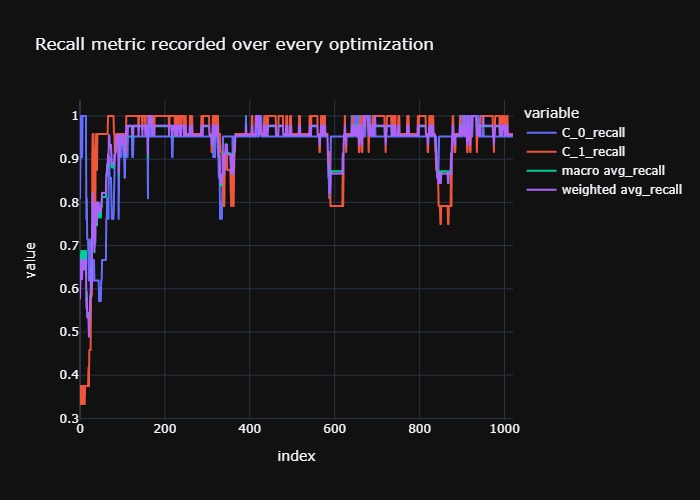 Recall metric recorded over every optimization
variable
C_0_recall
C_1_recall
macro avg_recall
weighted avg_recall
value
1
0.9
0.8
0.7
0.6
0.5
0.4
0.3
0 200 400 600 800 1000
index